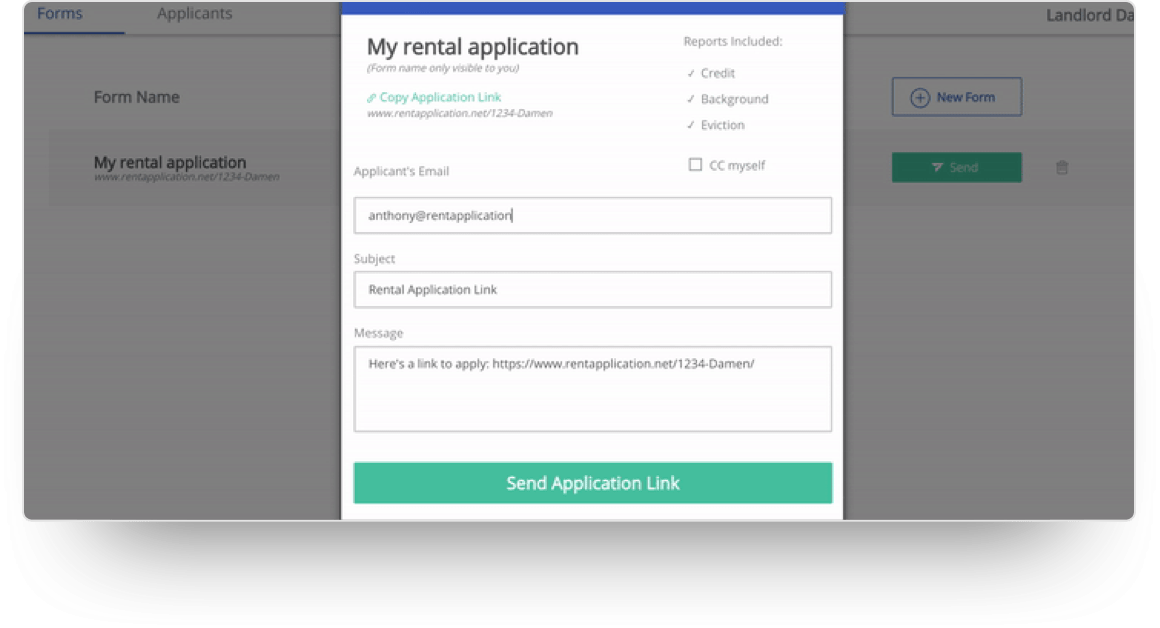 Forms
Applicants
Landlord Da
Form Name
New Form
My rental application
www.rentapplication.net/1234-Damen
Send
My rental application
(Form name only visible to you)
Copy Application Link
www.rentapplication.net/1234-Damen
Reports Included:
✓ Credit
✓ Background
✓ Eviction
CC myself
Applicant's Email
anthony@rentapplication
Subject
Rental Application Link
Message
Here's a link to apply: https://www.rentapplication.net/1234-Damen/
Send Application Link